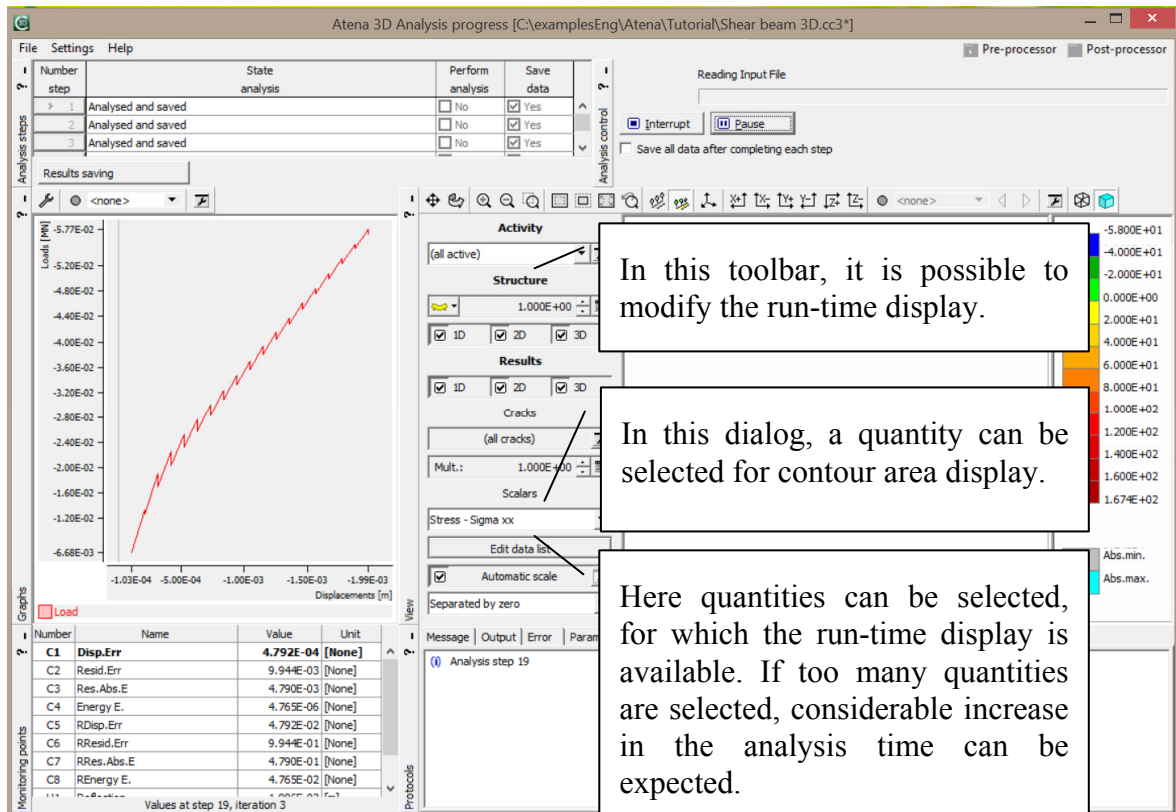 Atena 3D Analysis progress [C:\examplesEng\Atena\Tutorial\Shear beam 3D.cc3*]
File Settings Help
Pre-processor Post-processor
Number step State analysis Perform analysis Save data
1 Analysed and saved No Yes
2 Analysed and saved No Yes
3 Analysed and saved No Yes
Results saving
Analysis steps
Analysis control
Reading Input File
Interrupt Pause
Save all data after completing each step
<none>
<none>
Loads [MN]
-5.77E-02
-5.20E-02
-4.80E-02
-4.40E-02
-4.00E-02
-3.60E-02
-3.20E-02
-2.80E-02
-2.40E-02
-2.00E-02
-1.60E-02
-1.20E-02
-6.68E-03
-1.03E-04 -5.00E-04 -1.00E-03 -1.50E-03 -1.99E-03
Displacements [m]
Load
Graphs
View
Activity
(all active)
Structure
1.000E+00
1D 2D 3D
Results
1D 2D 3D
Cracks
(all cracks)
Mult.: 1.000E+00
Scalars
Stress - Sigma xx
Edit data list
Automatic scale
Separated by zero
In this toolbar, it is possible to
modify the run-time display.
In this dialog, a quantity can be
selected for contour area display.
Here quantities can be selected,
for which the run-time display is
available. If too many quantities
are selected, considerable increase
in the analysis time can be
expected.
-5.800E+01
-4.000E+01
-2.000E+01
0.000E+00
2.000E+01
4.000E+01
6.000E+01
8.000E+01
1.000E+02
1.200E+02
1.400E+02
1.600E+02
1.674E+02
Abs.min.
Abs.max.
Number Name Value Unit
C1 Disp.Err 4.792E-04 [None]
C2 Resid.Err 9.944E-03 [None]
C3 Res.Abs.E 4.790E-03 [None]
C4 Energy E. 4.765E-06 [None]
C5 RDisp.Err 4.792E-02 [None]
C6 RResid.Err 9.944E-01 [None]
C7 RRes.Abs.E 4.790E-01 [None]
C8 REnergy E. 4.765E-02 [None]
Values at step 19, iteration 3
Monitoring points
Message Output Error Param
Analysis step 19
Protocols